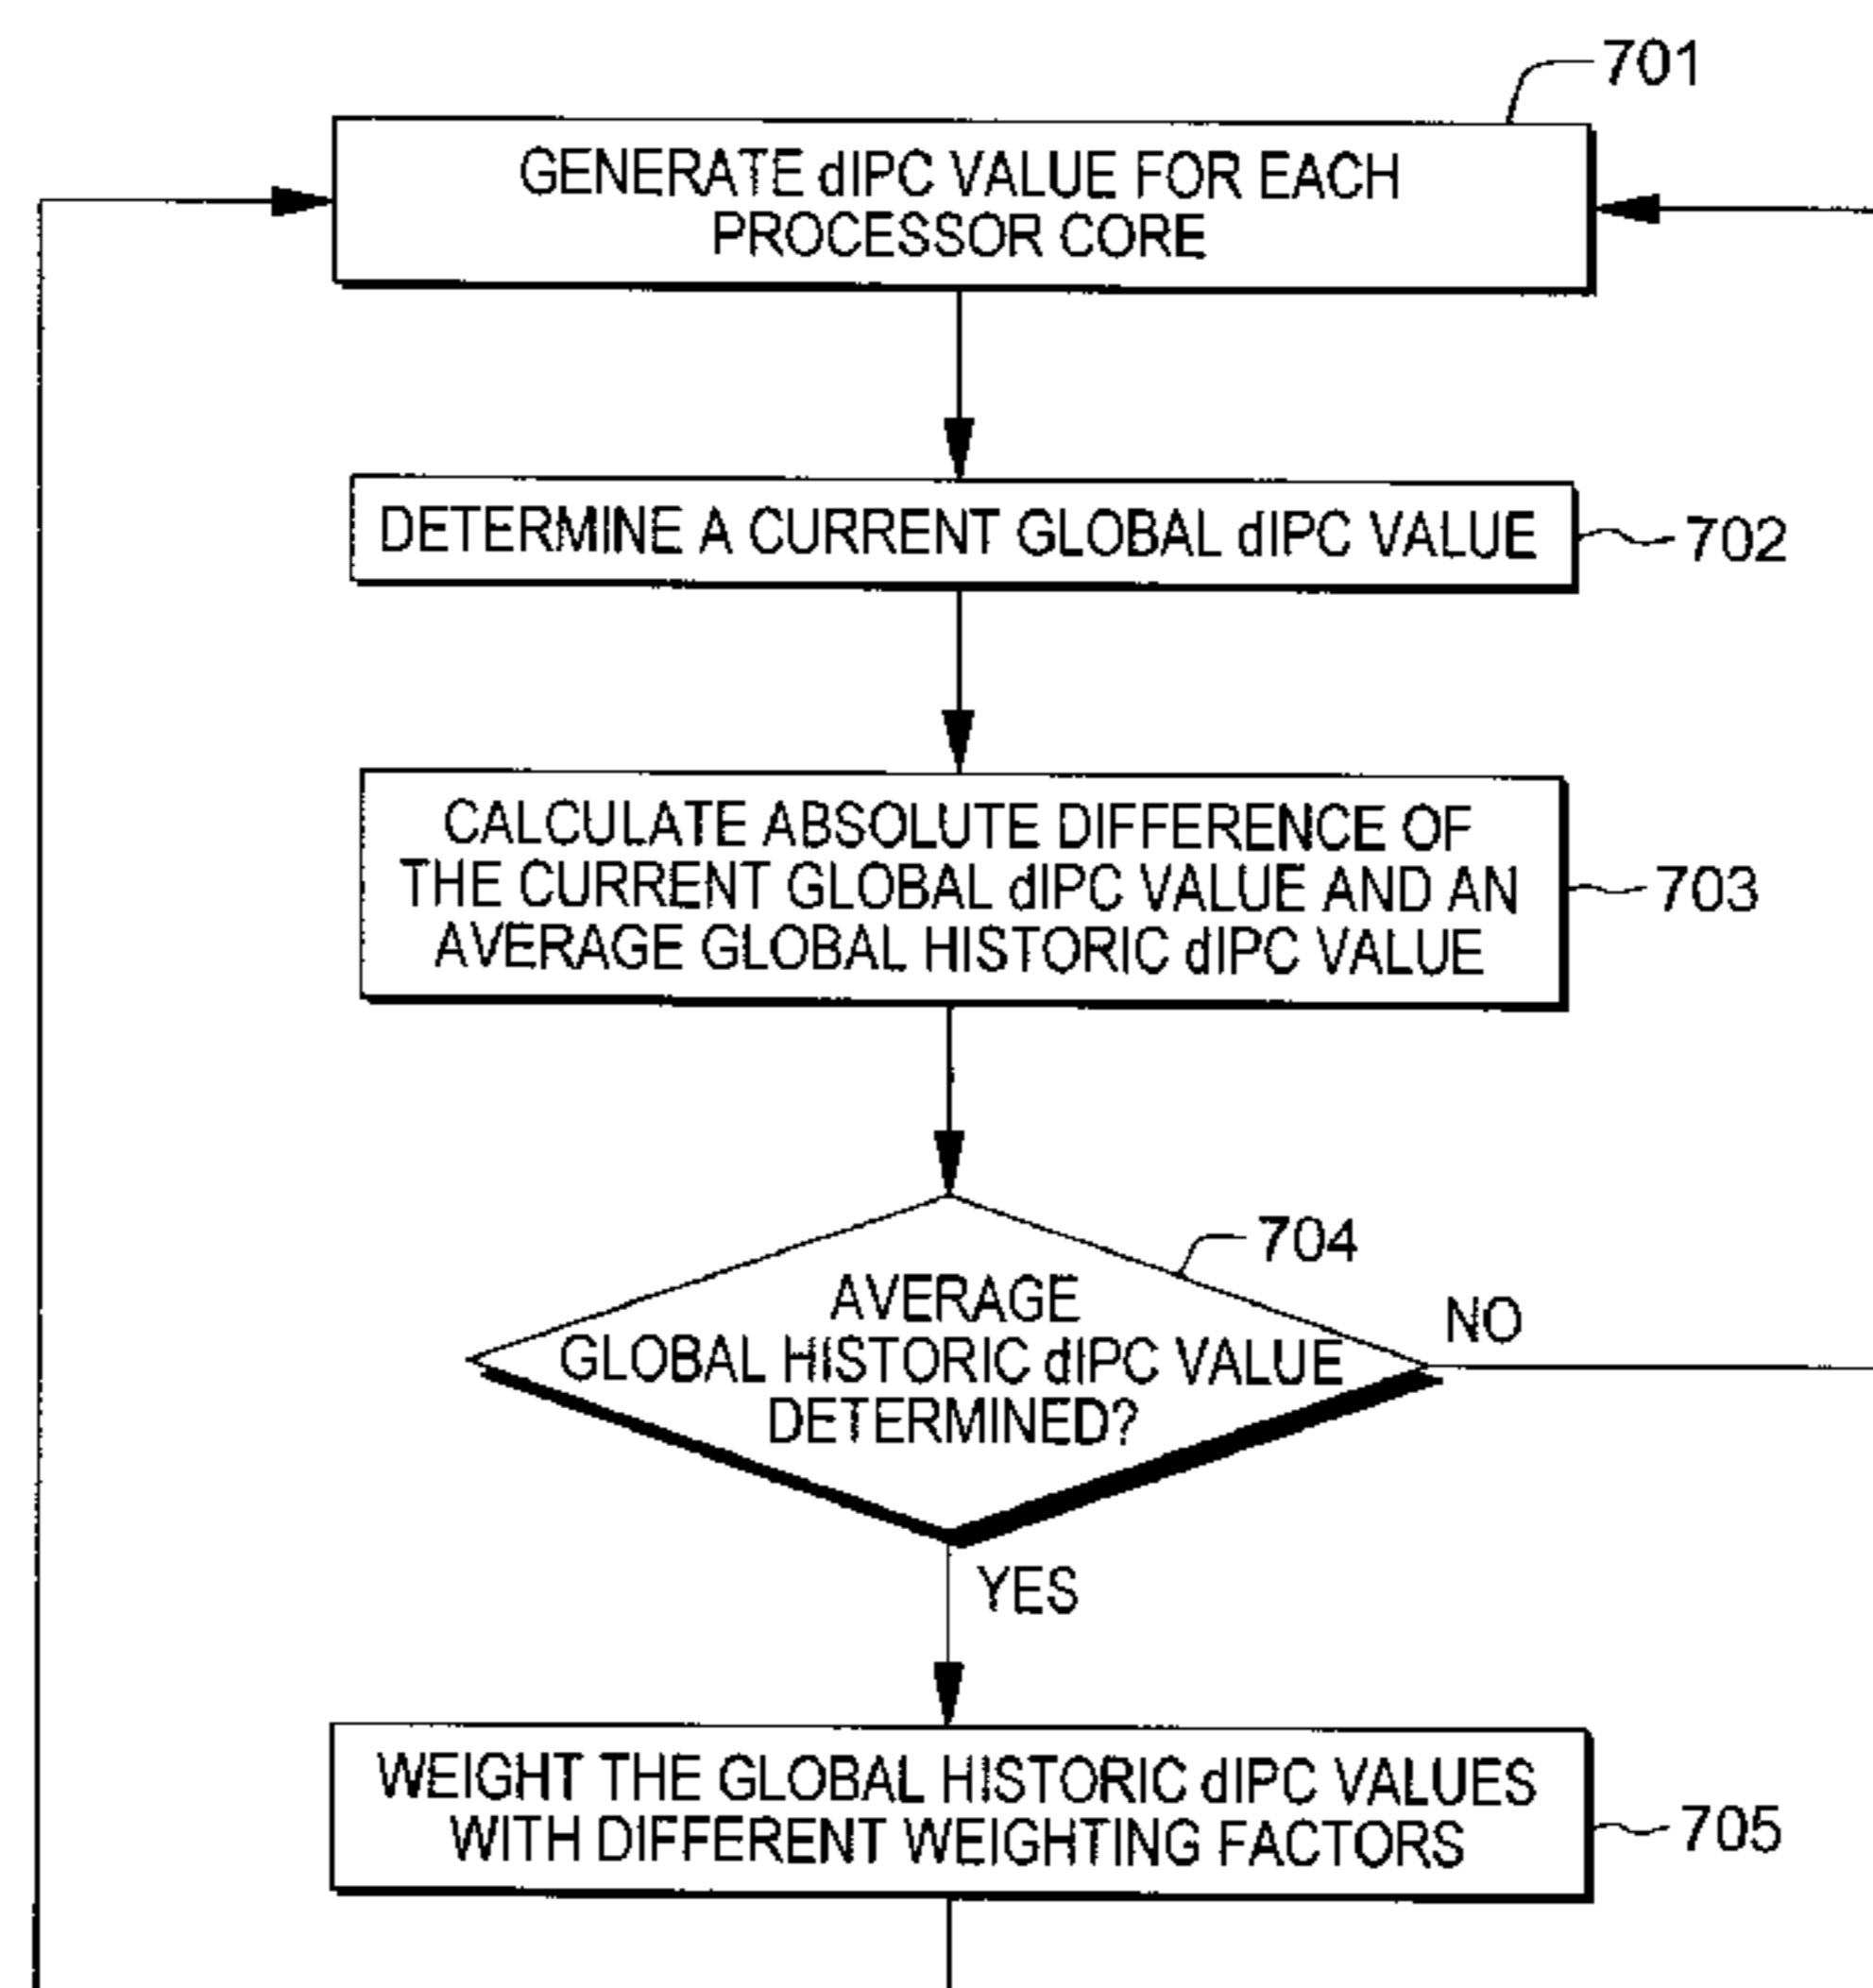 701
GENERATE dIPC VALUE FOR EACH
PROCESSOR CORE
DETERMINE A CURRENT GLOBAL dIPC VALUE
702
CALCULATE ABSOLUTE DIFFERENCE OF
THE CURRENT GLOBAL dIPC VALUE AND AN
AVERAGE GLOBAL HISTORIC dIPC VALUE
703
704
AVERAGE
GLOBAL HISTORIC dIPC VALUE
DETERMINED?
NO
YES
WEIGHT THE GLOBAL HISTORIC dIPC VALUES
WITH DIFFERENT WEIGHTING FACTORS
705